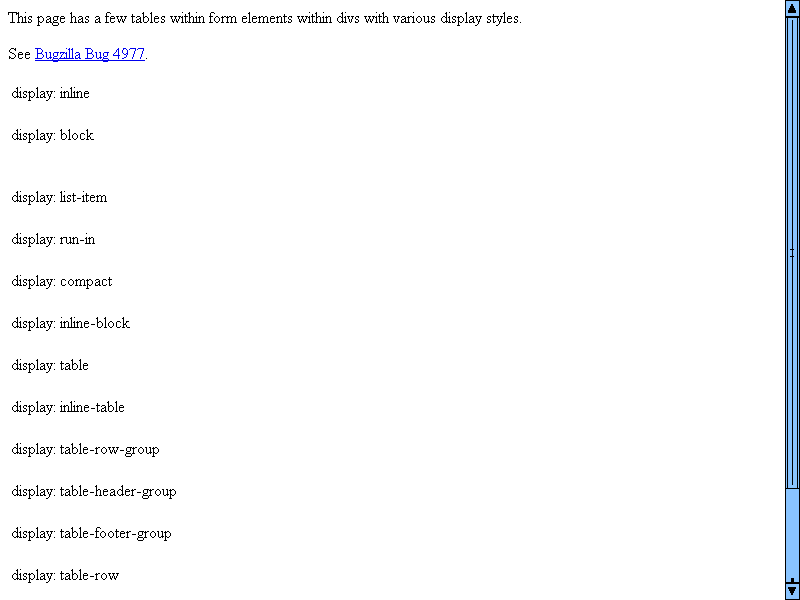 This page has a few tables within form elements within divs with various display styles.
See Bugzilla Bug 4977.
display: inline
display: block
display: list-item
display: run-in
display: compact
display: inline-block
display: table
display: inline-table
display: table-row-group
display: table-header-group
display: table-footer-group
display: table-row